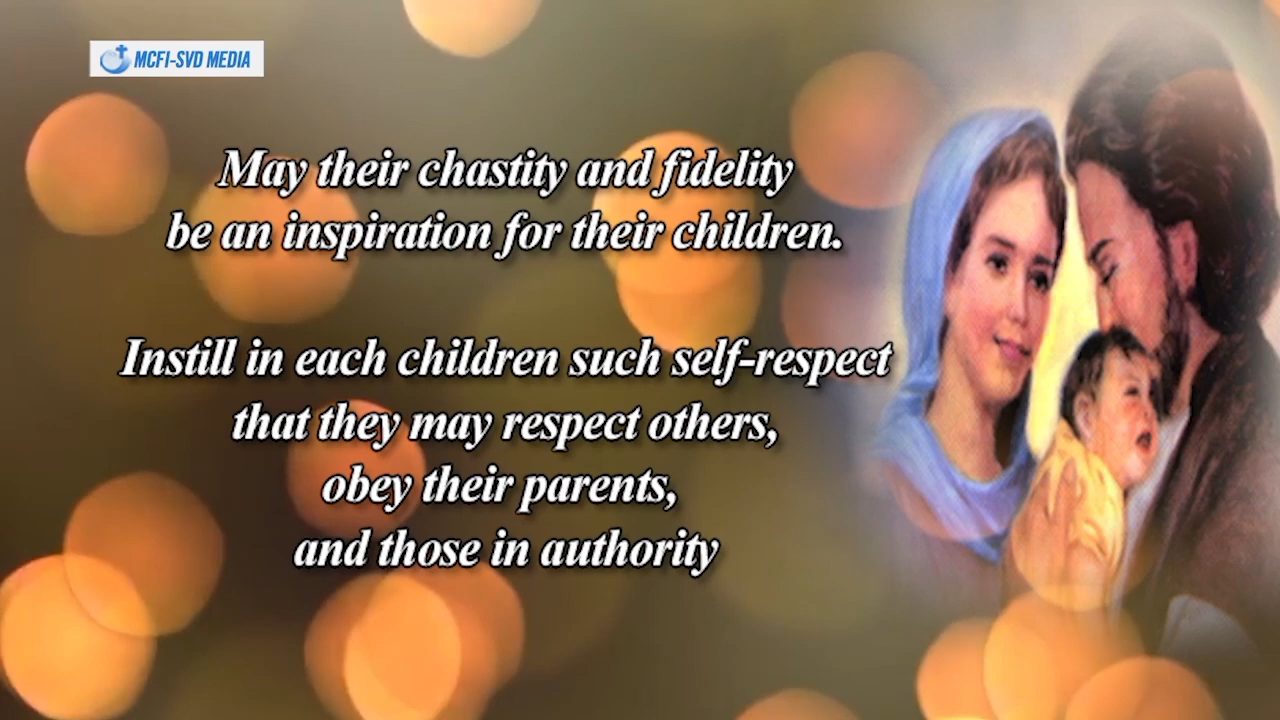 MCFI-SVD MEDIA
May their chastity and fidelity
be an inspiration for their children.
Instill in each children such self-respect
that they may respect others,
obey their parents,
and those in authority